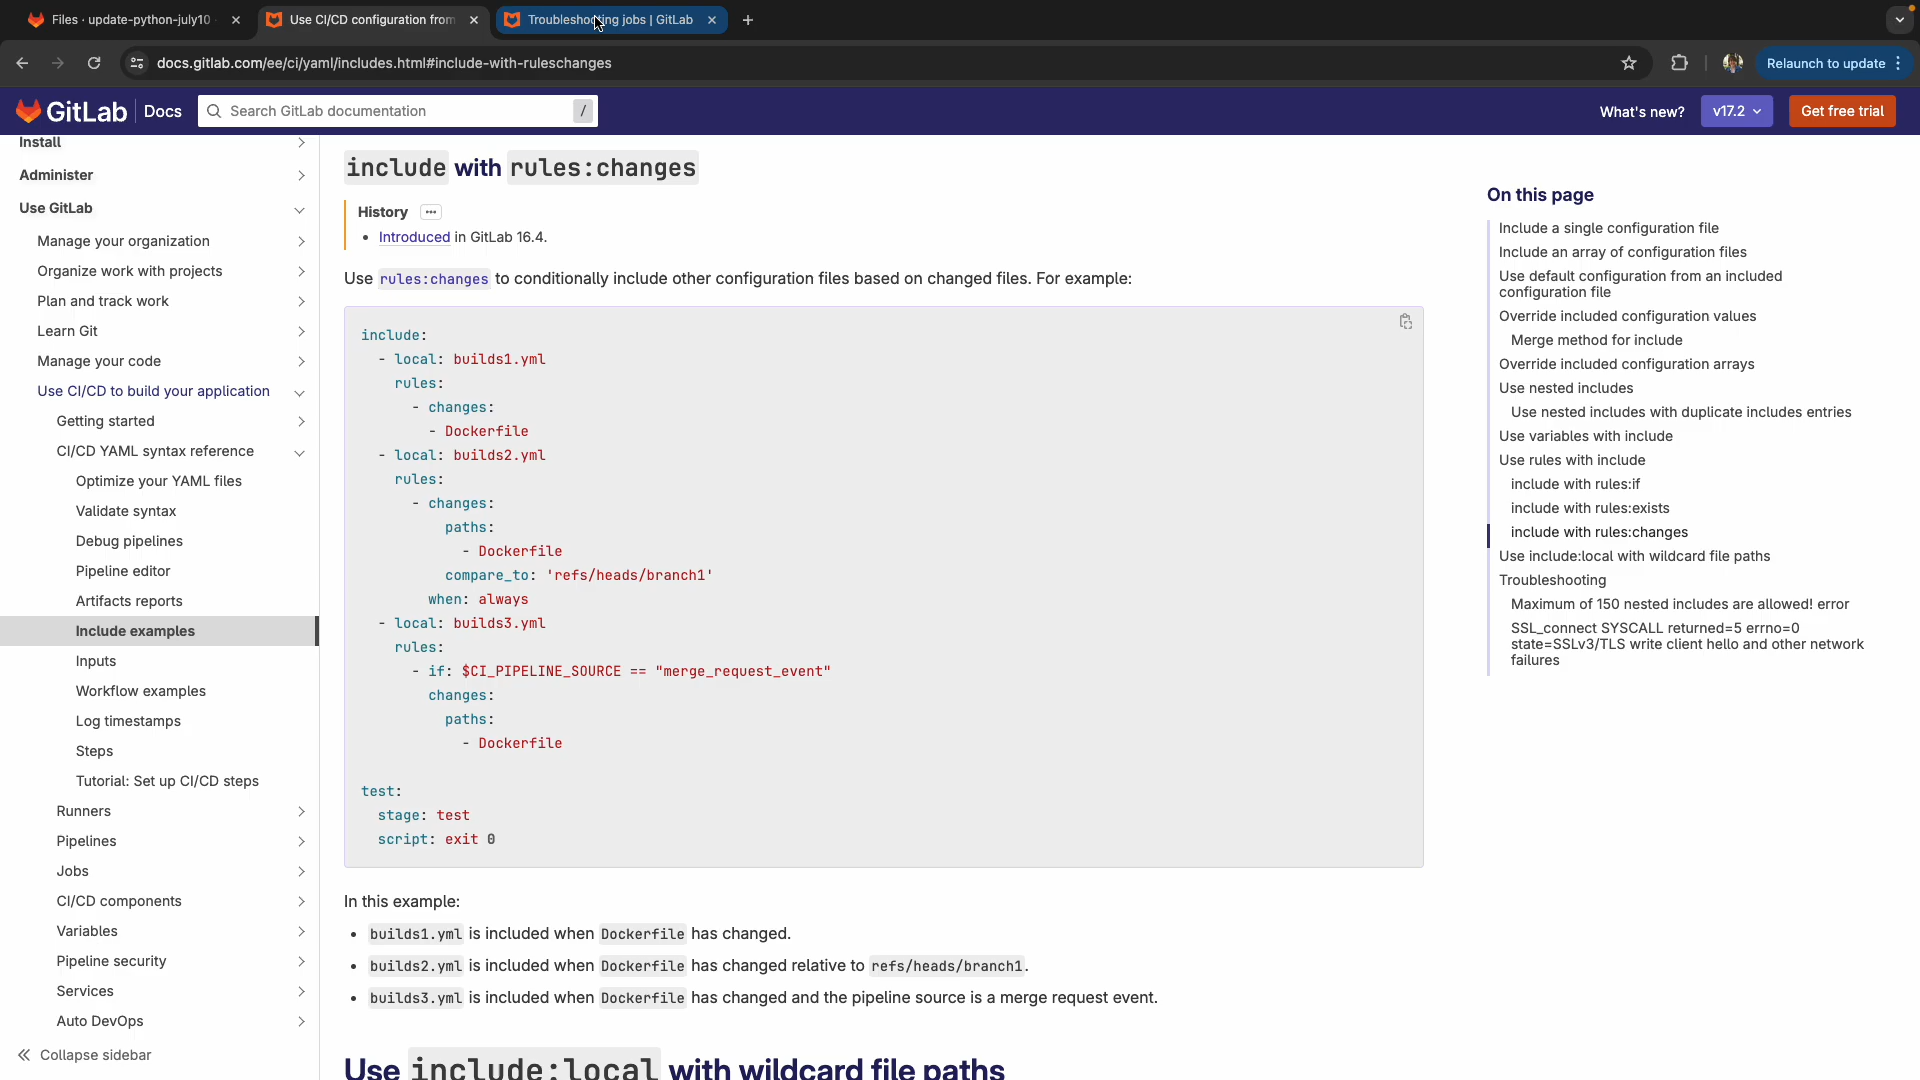 Files · update-python-july10
Use CI/CD configuration from
Troubleshooting jobs | GitLab
docs.gitlab.com/ee/ci/yaml/includes.html#include-with-ruleschanges
Relaunch to update
GitLab
Docs
Search GitLab documentation
/
What's new?
v17.2
Get free trial
Install
Administer
Use GitLab
Manage your organization
Organize work with projects
Plan and track work
Learn Git
Manage your code
Use CI/CD to build your application
Getting started
CI/CD YAML syntax reference
Optimize your YAML files
Validate syntax
Debug pipelines
Pipeline editor
Artifacts reports
Include examples
Inputs
Workflow examples
Log timestamps
Steps
Tutorial: Set up CI/CD steps
Runners
Pipelines
Jobs
CI/CD components
Variables
Pipeline security
Services
Auto DevOps
Collapse sidebar
include with rules:changes
History
• Introduced in GitLab 16.4.
Use rules:changes to conditionally include other configuration files based on changed files. For example:
include:
- local: builds1.yml
rules:
- changes:
- Dockerfile
- local: builds2.yml
rules:
- changes:
paths:
- Dockerfile
compare_to: 'refs/heads/branch1'
when: always
- local: builds3.yml
rules:
- if: $CI_PIPELINE_SOURCE == "merge_request_event"
changes:
paths:
- Dockerfile
test:
stage: test
script: exit 0
In this example:
• builds1.yml is included when Dockerfile has changed.
• builds2.yml is included when Dockerfile has changed relative to refs/heads/branch1.
• builds3.yml is included when Dockerfile has changed and the pipeline source is a merge request event.
Use include:local with wildcard file paths
On this page
Include a single configuration file
Include an array of configuration files
Use default configuration from an included
configuration file
Override included configuration values
Merge method for include
Override included configuration arrays
Use nested includes
Use nested includes with duplicate includes entries
Use variables with include
Use rules with include
include with rules:if
include with rules:exists
include with rules:changes
Use include:local with wildcard file paths
Troubleshooting
Maximum of 150 nested includes are allowed! error
SSL_connect SYSCALL returned=5 errno=0
state=SSLv3/TLS write client hello and other network
failures